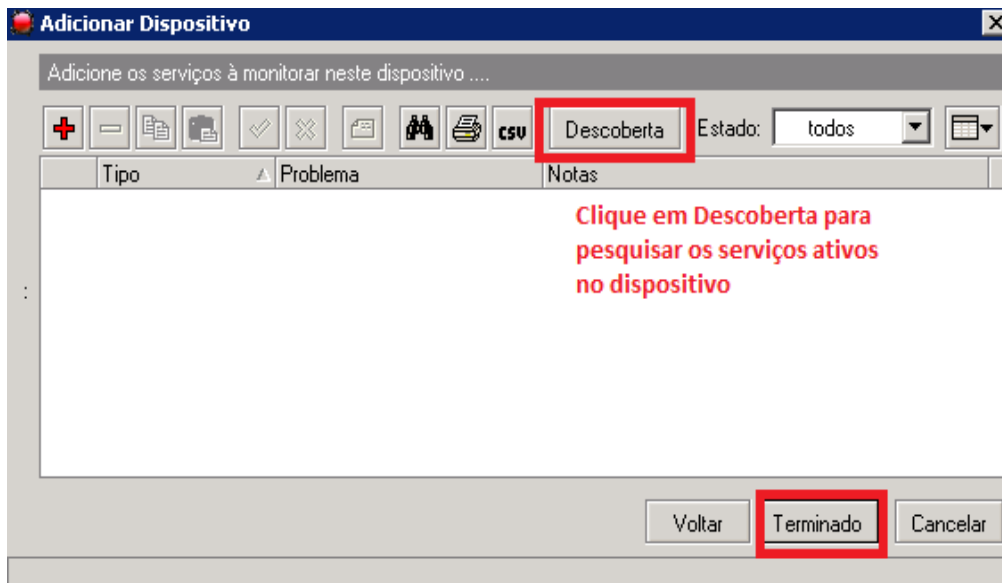 Adicionar Dispositivo
Adicione os serviços à monitorar neste dispositivo ....
csv Descoberta Estado: todos
Tipo Problema Notas
Clique em Descoberta para
pesquisar os serviços ativos
no dispositivo
:
Voltar Terminado Cancelar